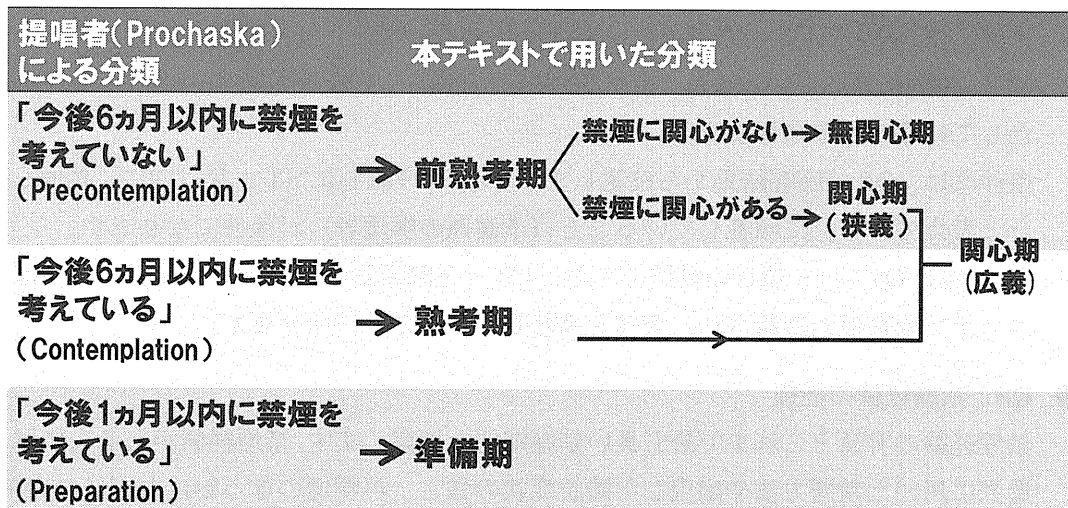 提唱者（Prochaska）
による分類
本テキストで用いた分類
「今後6ヵ月以内に禁煙を
考えていない」
（Precontemplation）
→ 前熟考期
禁煙に関心がない→ 無関心期
禁煙に関心がある→ 関心期
（狭義）
関心期
（広義）
「今後6ヵ月以内に禁煙を
考えている」
（Contemplation）
→ 熟考期
「今後1ヵ月以内に禁煙を
考えている」
（Preparation）
→ 準備期